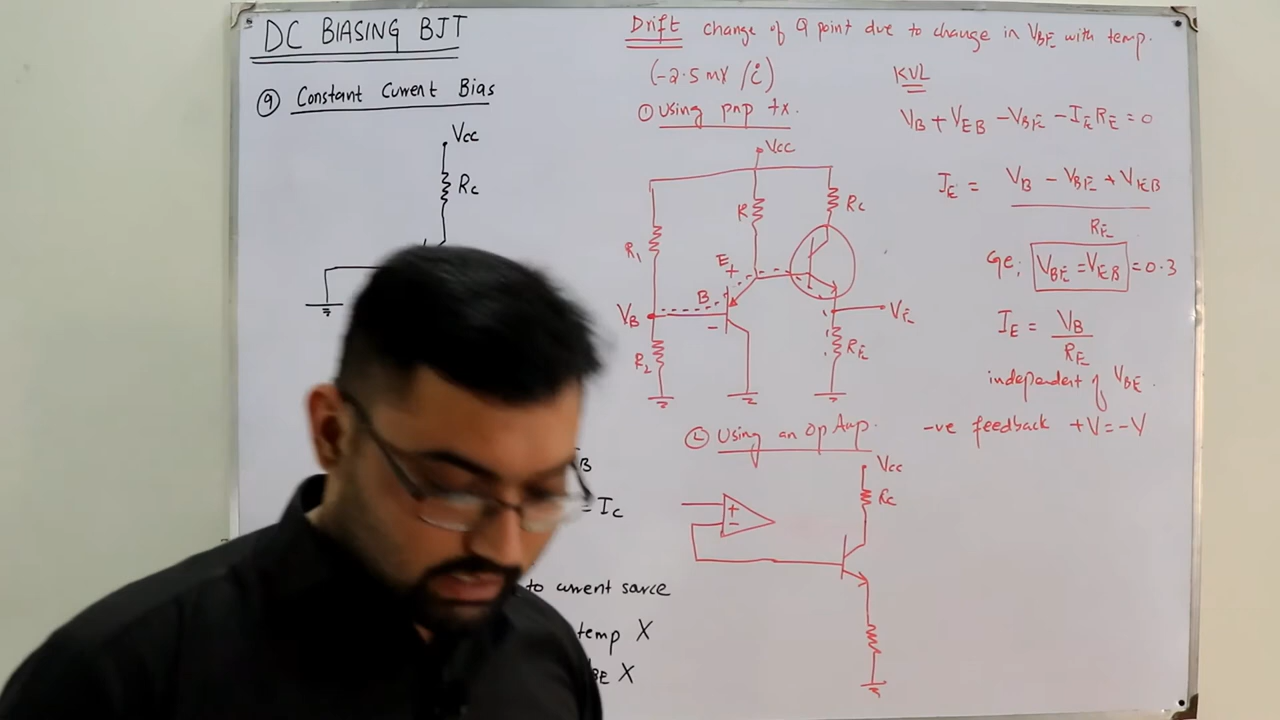 DC BIASING BJT
⑨ Constant Current Bias
Vcc
Rc
B
= Ic
to current source
temp X
BE X
Drift change of Q point due to change in VBE with temp.
(-2.5 mV /°C)
① Using pnp tx.
Vcc
R1
R
Rc
E
+
B
-
VB
VE
R2
RE
KVL
VB + VEB - VBE - IE RE = 0
IE = VB - VBE + VEB
RE
Ge; VBE = VEB = 0.3
IE = VB
RE
independent of VBE.
② Using an Op Amp. -ve feedback +V = -V
Vcc
Rc
+
-